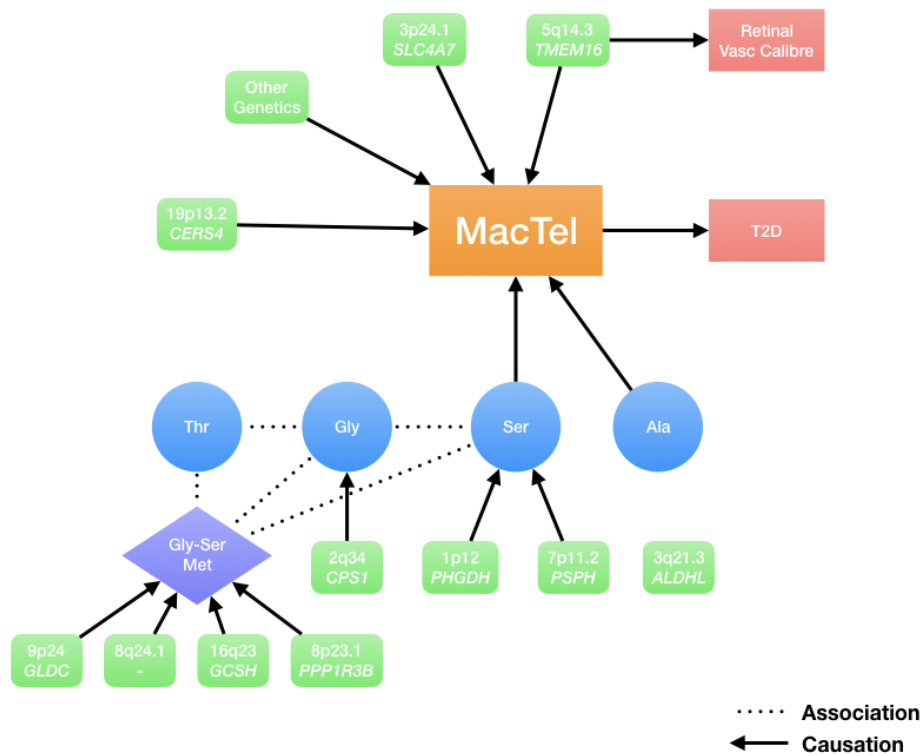 3p24.1
SLC4A7
5q14.3
TMEM16
Retinal
Vasc Calibre
Other
Genetics
19p13.2
CERS4
MacTel
T2D
Thr
Gly
Ser
Ala
Gly-Ser
Met
2q34
CPS1
1p12
PHGDH
7p11.2
PSPH
3q21.3
ALDHL
9p24
GLDC
8q24.1
-
16q23
GCSH
8p23.1
PPP1R3B
Association
Causation